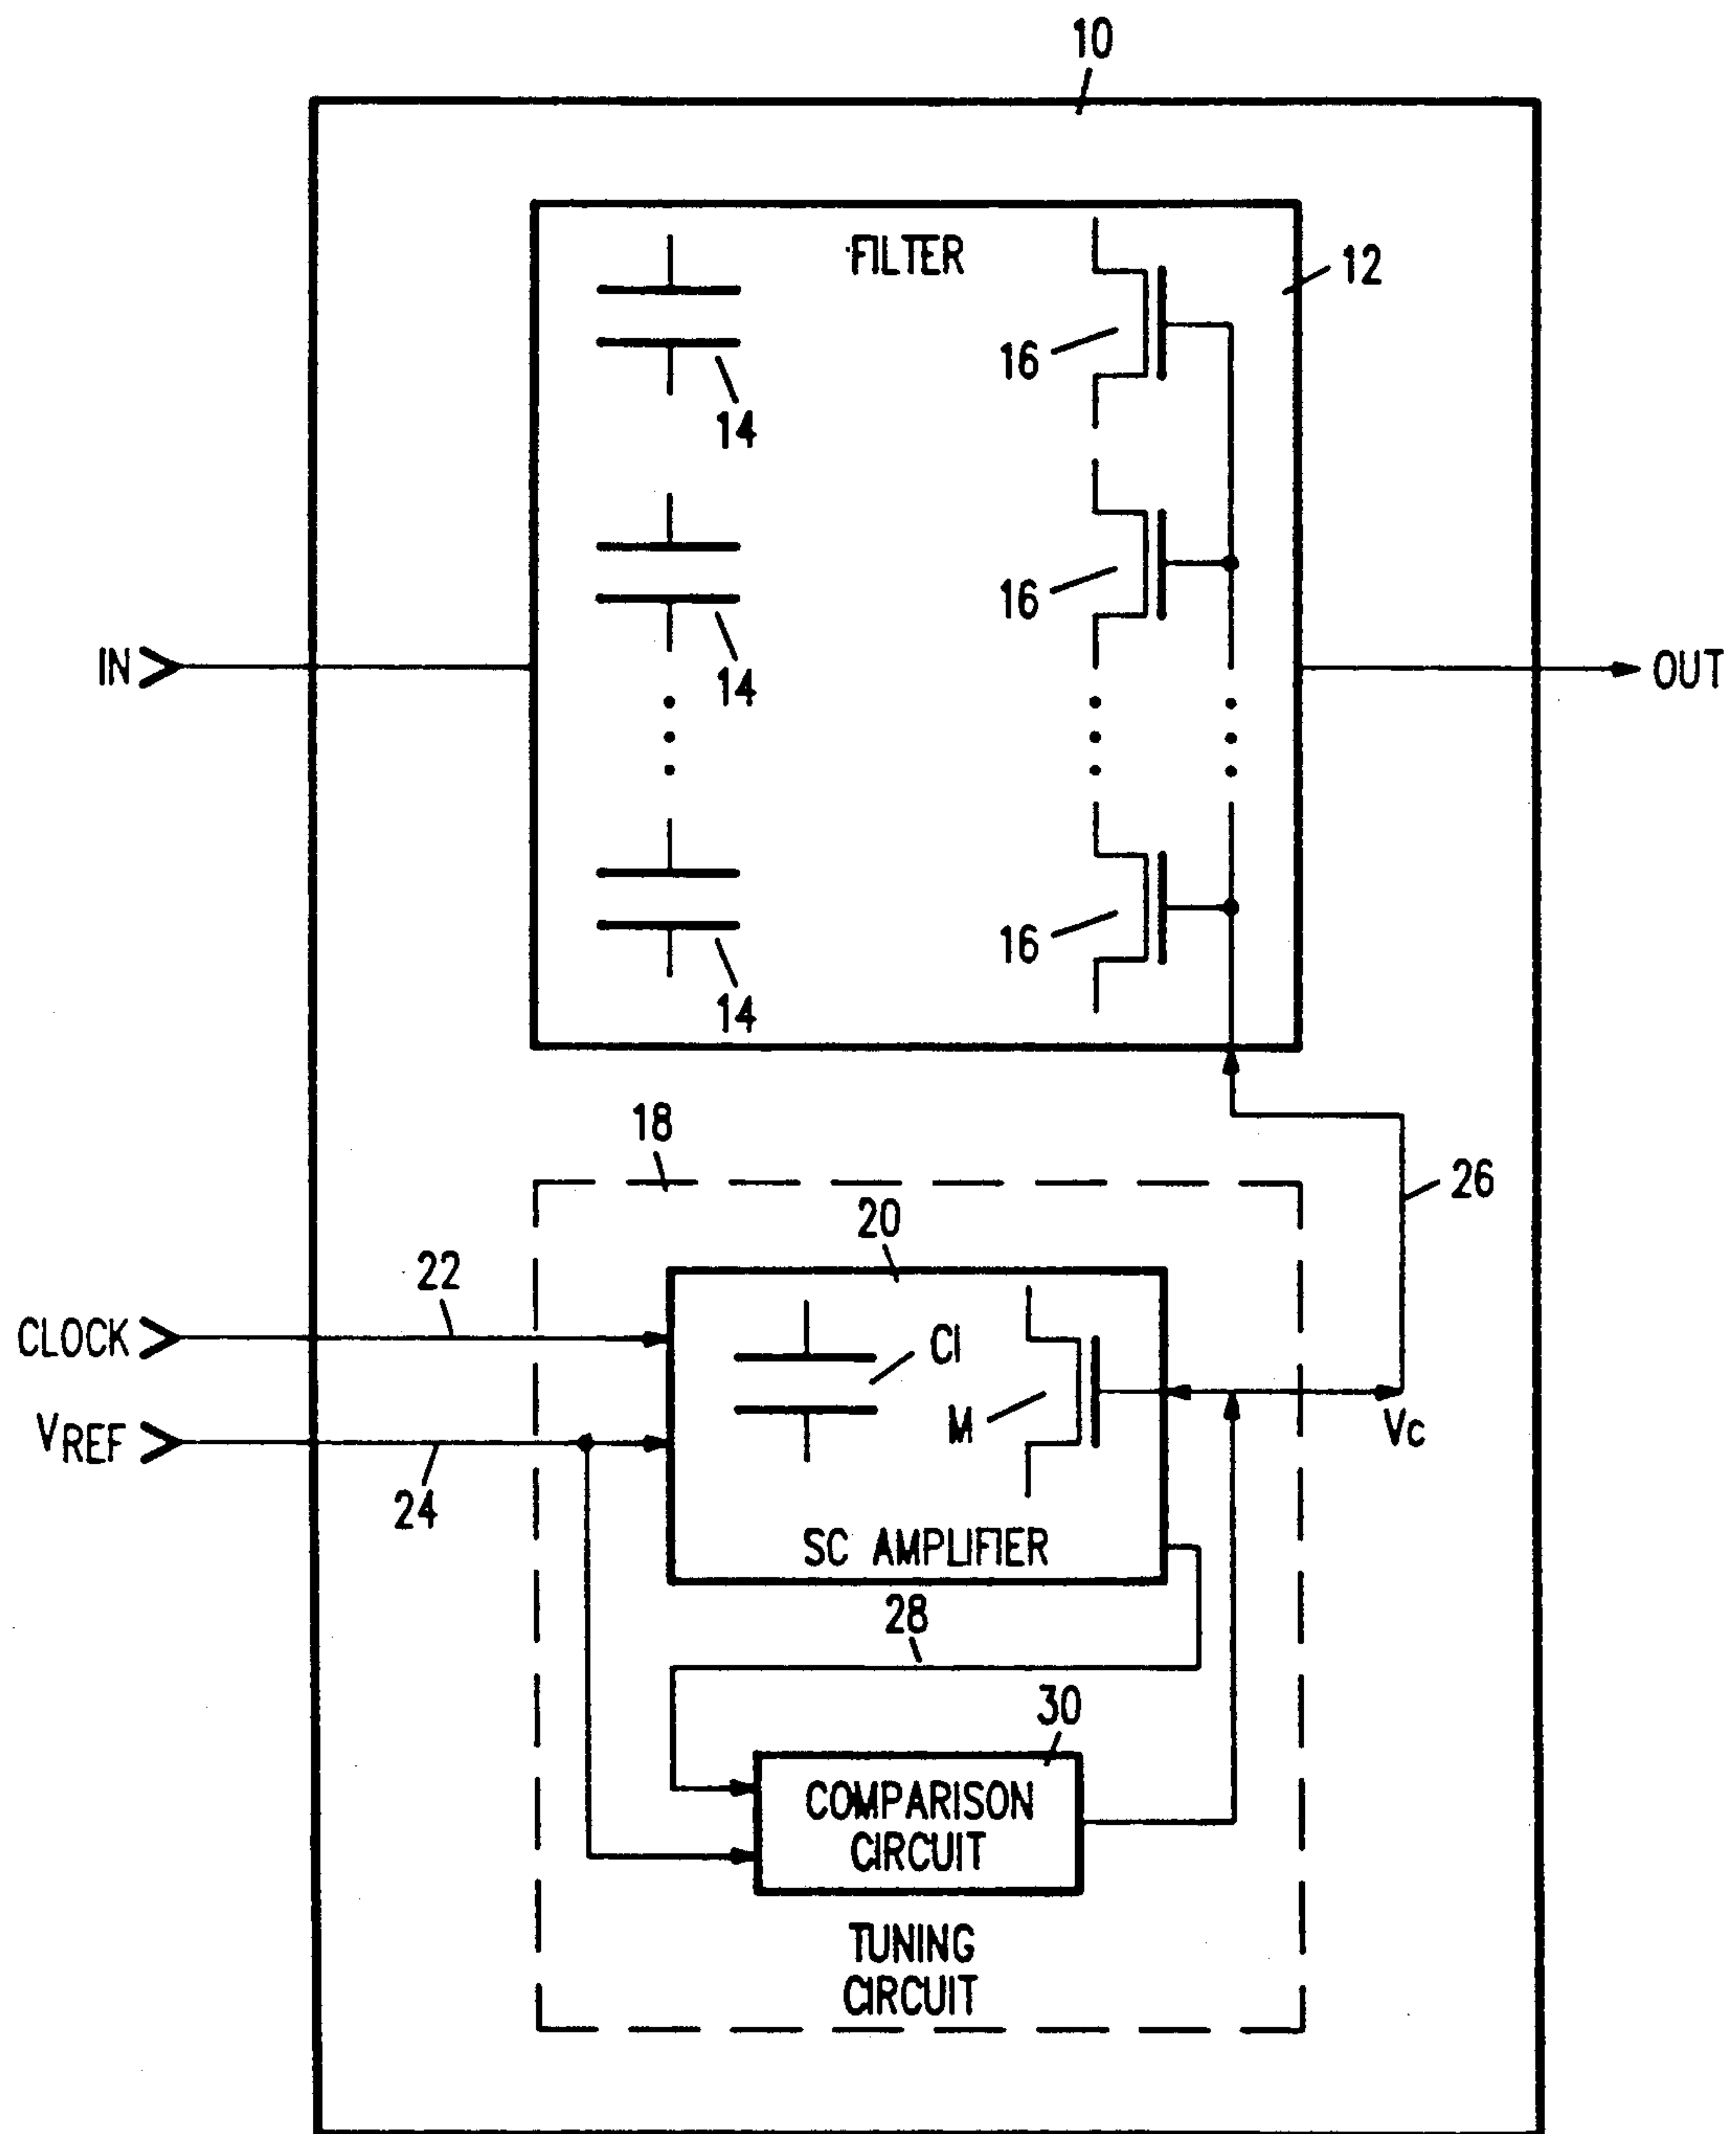 10
FILTER
12
16
14
16
14
IN
OUT
16
14
18
26
20
22
CLOCK
C1
M
VREF
Vc
24
SC AMPLIFIER
28
30
COMPARISON
CIRCUIT
TUNING
CIRCUIT